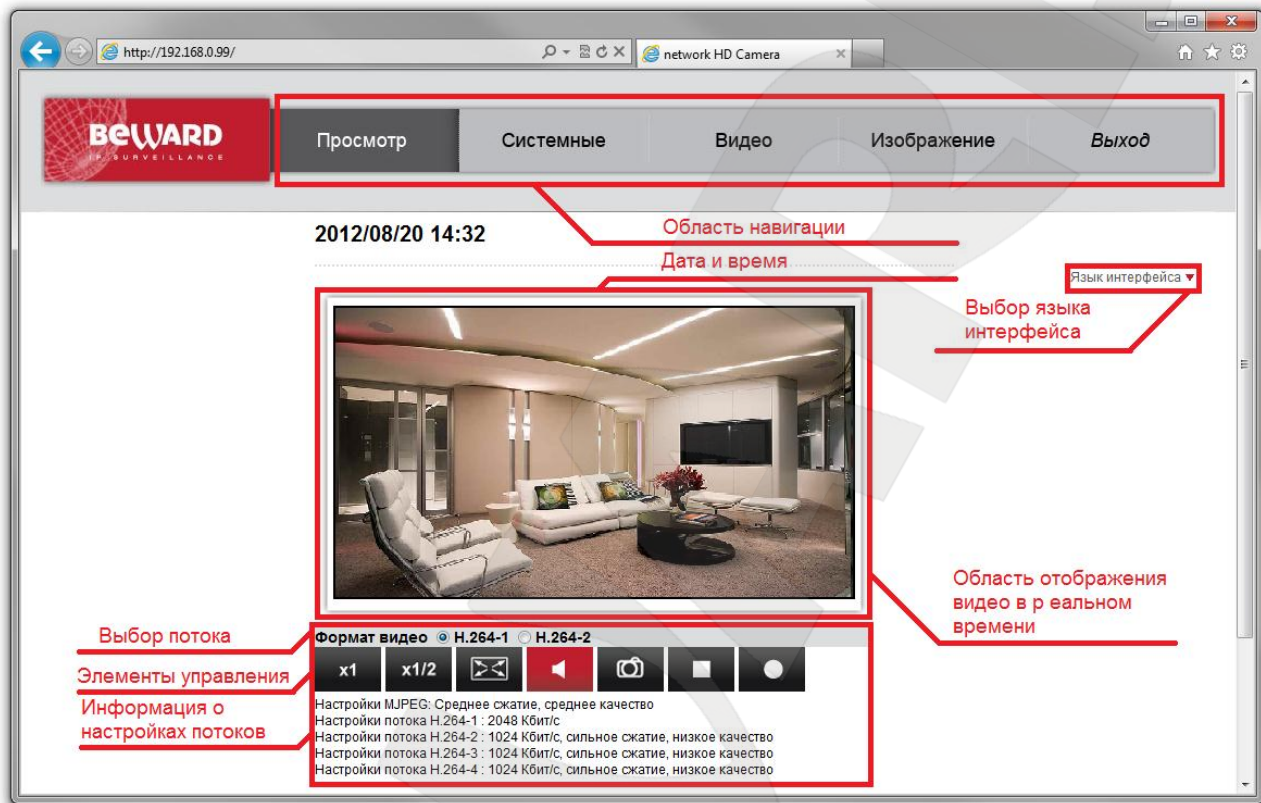 http://192.168.0.99/
network HD Camera
BEWARD
IP SURVEILLANCE
Просмотр
Системные
Видео
Изображение
Выход
2012/08/20 14:32
Область навигации
Дата и время
Язык интерфейса
Выбор языка
интерфейса
Область отображения
видео в р еальном
времени
Выбор потока
Формат видео H.264-1 H.264-2
Элементы управления
x1
x1/2
Информация о
настройках потоков
Настройки MJPEG: Среднее сжатие, среднее качество
Настройки потока H.264-1 : 2048 Кбит/с
Настройки потока H.264-2 : 1024 Кбит/с, сильное сжатие, низкое качество
Настройки потока H.264-3 : 1024 Кбит/с, сильное сжатие, низкое качество
Настройки потока H.264-4 : 1024 Кбит/с, сильное сжатие, низкое качество